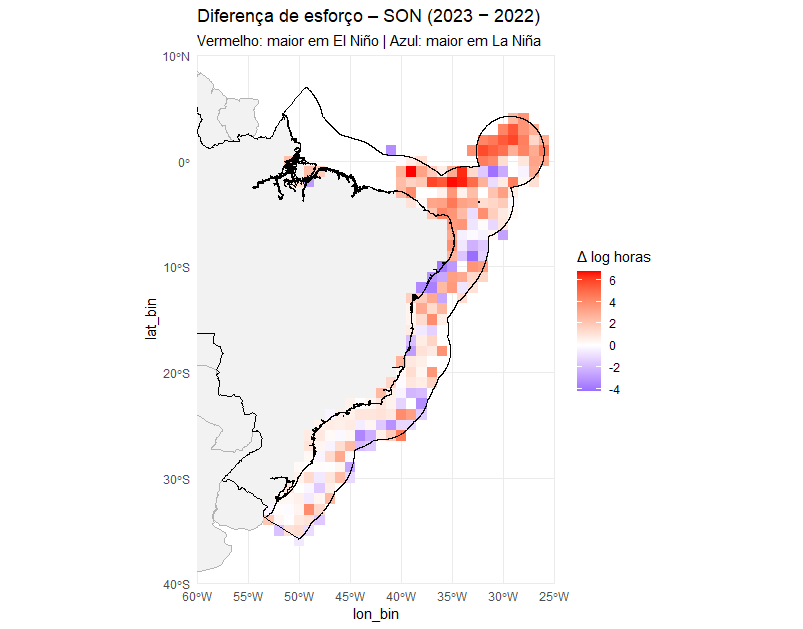 Diferença de esforço – SON (2023 − 2022)
Vermelho: maior em El Niño | Azul: maior em La Niña
10°N
0°
10°S
20°S
30°S
40°S
lat_bin
60°W 55°W 50°W 45°W 40°W 35°W 30°W 25°W
lon_bin
Δ log horas
6
4
2
0
-2
-4